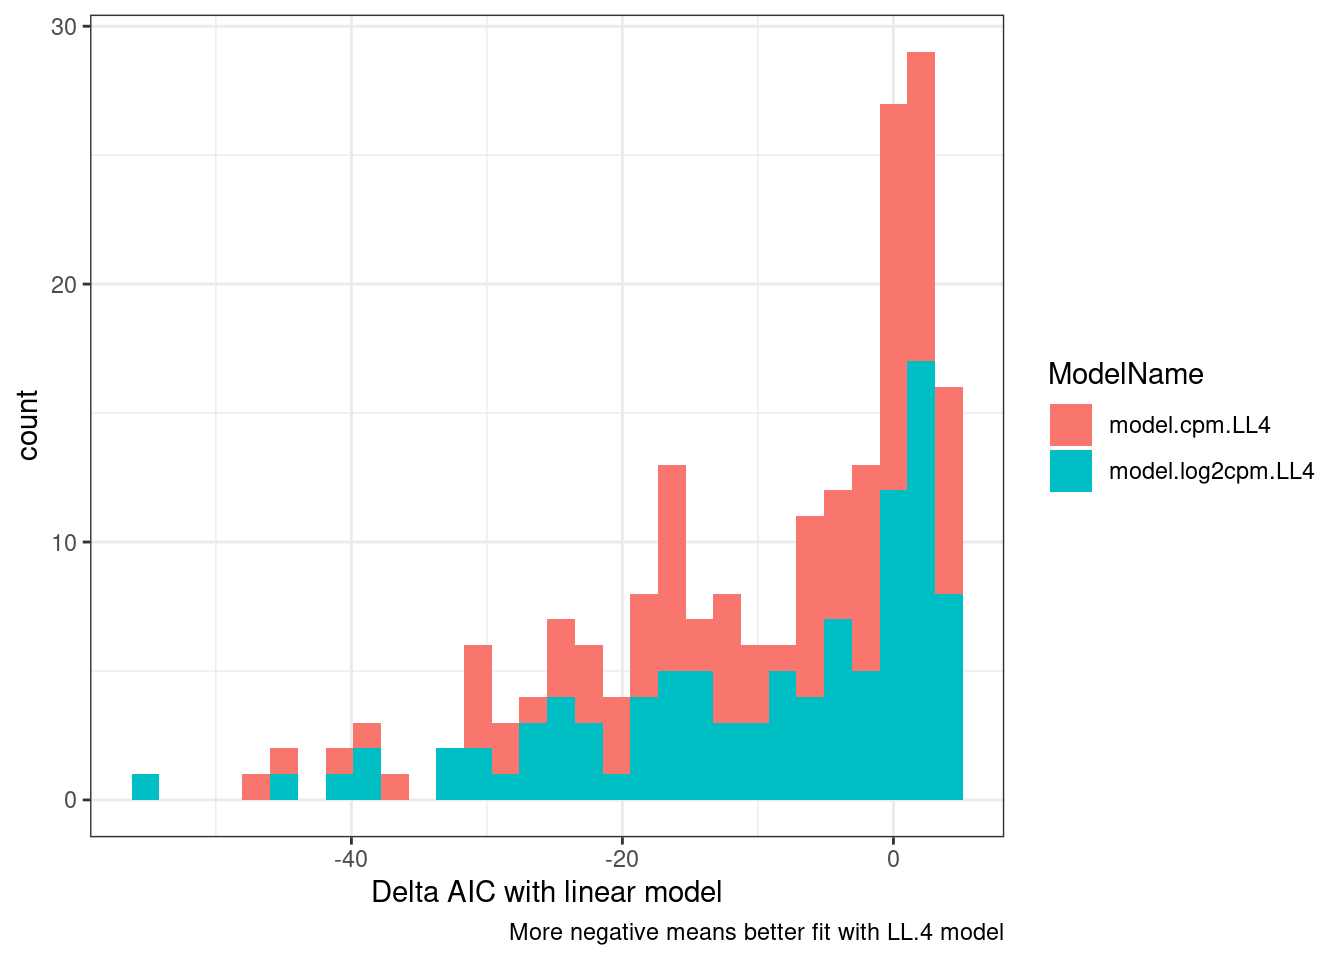 30
20
10
0
count
-40
-20
0
Delta AIC with linear model
More negative means better fit with LL.4 model
ModelName
model.cpm.LL4
model.log2cpm.LL4